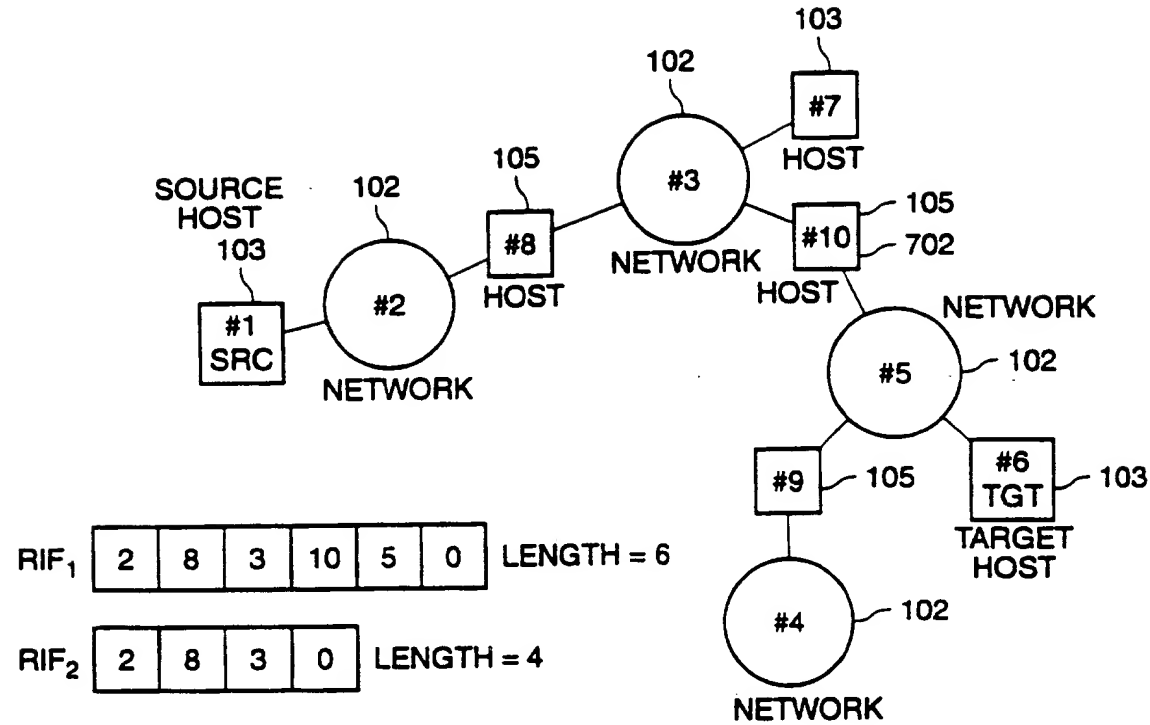 103
102
#7
HOST
105
#3
SOURCE
HOST
102
105
103
#8
#10
702
NETWORK
HOST
HOST
#2
NETWORK
#1
SRC
102
#5
NETWORK
#9
105
#6
TGT
103
TARGET
HOST
RIF1 2 8 3 10 5 0 LENGTH = 6
#4
102
RIF2 2 8 3 0 LENGTH = 4
NETWORK